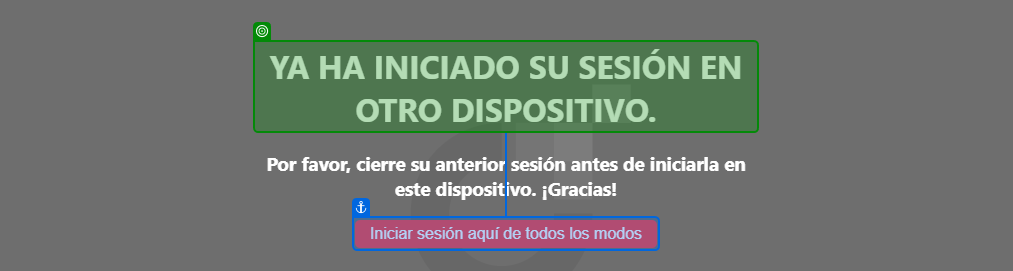 YA HA INICIADO SU SESIÓN EN
OTRO DISPOSITIVO.
Por favor, cierre su anterior sesión antes de iniciarla en
este dispositivo. ¡Gracias!
Iniciar sesión aquí de todos los modos